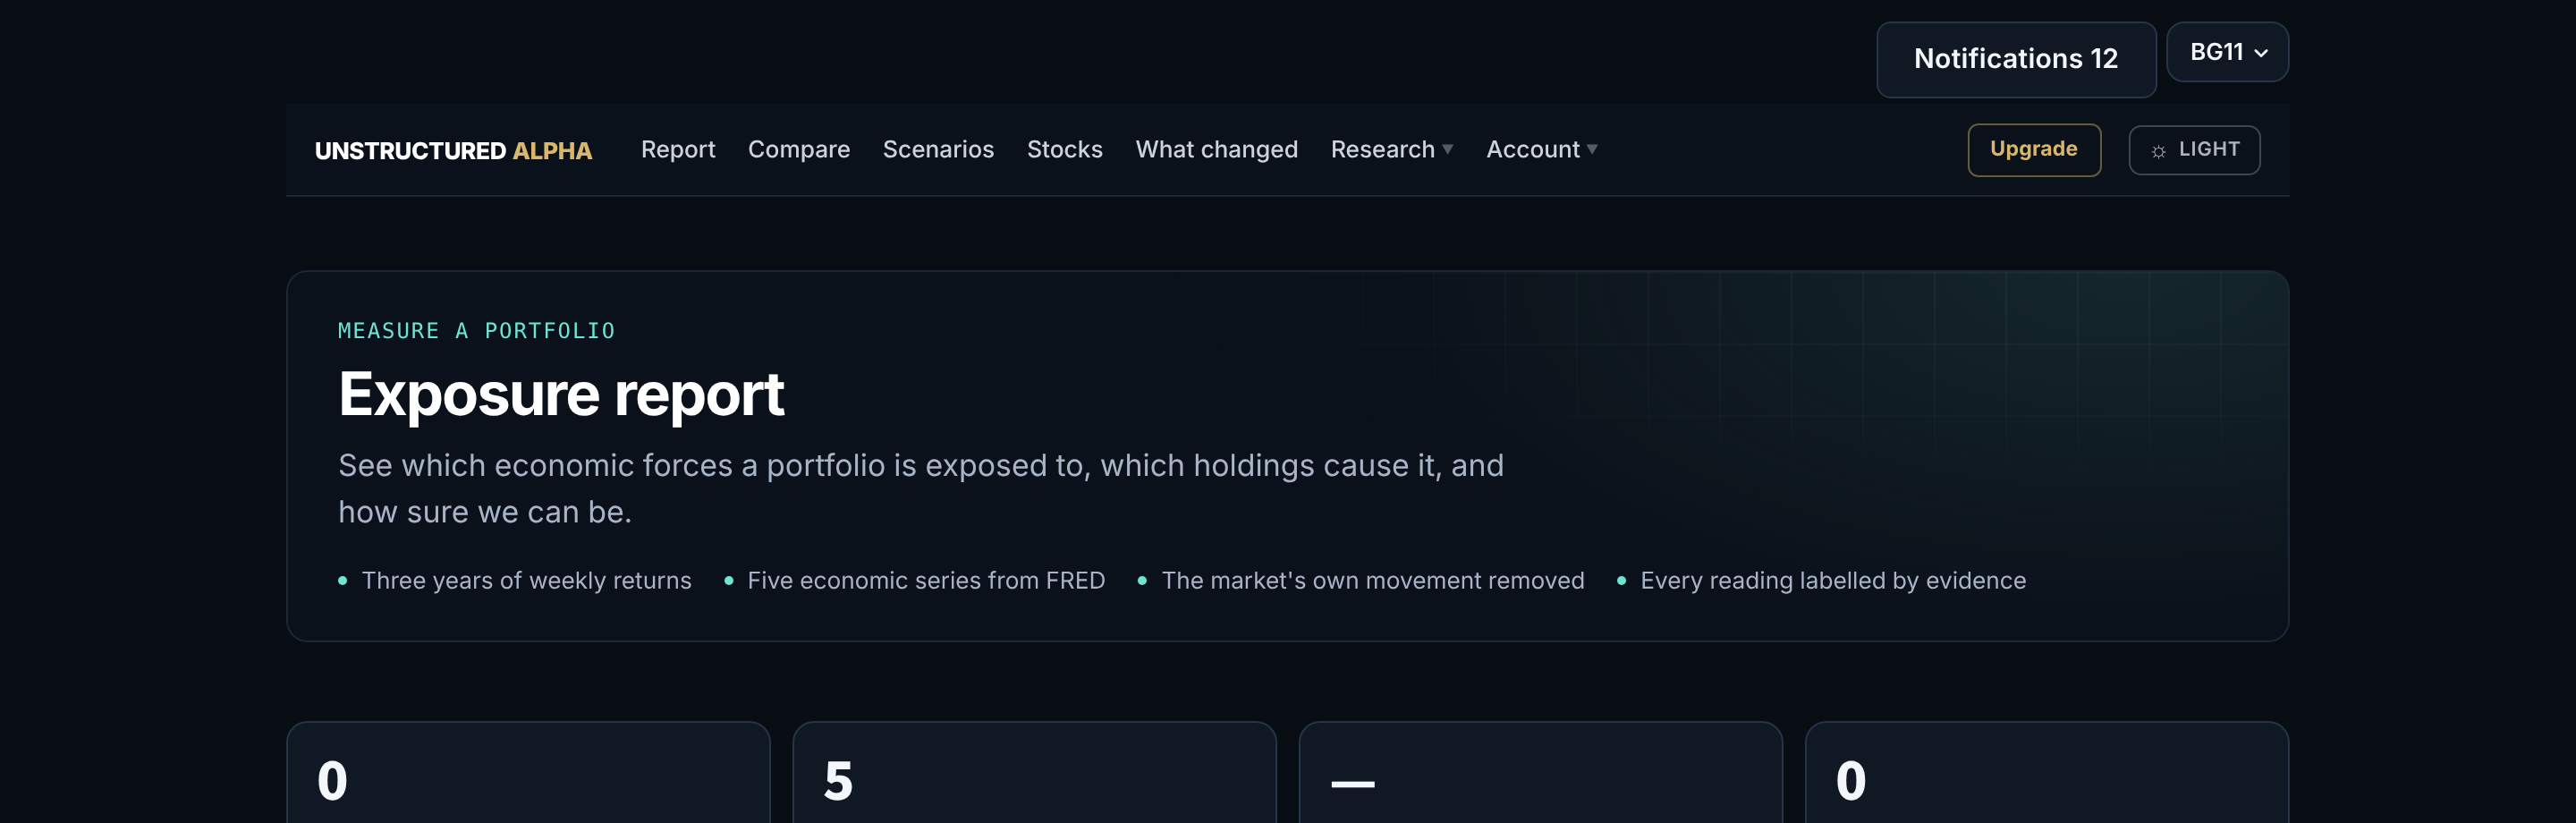 Notifications 12
BG11
UNSTRUCTURED ALPHA
Report
Compare
Scenarios
Stocks
What changed
Research
Account
Upgrade
LIGHT
MEASURE A PORTFOLIO
Exposure report
See which economic forces a portfolio is exposed to, which holdings cause it, and
how sure we can be.
Three years of weekly returns
Five economic series from FRED
The market's own movement removed
Every reading labelled by evidence
0
5
—
0